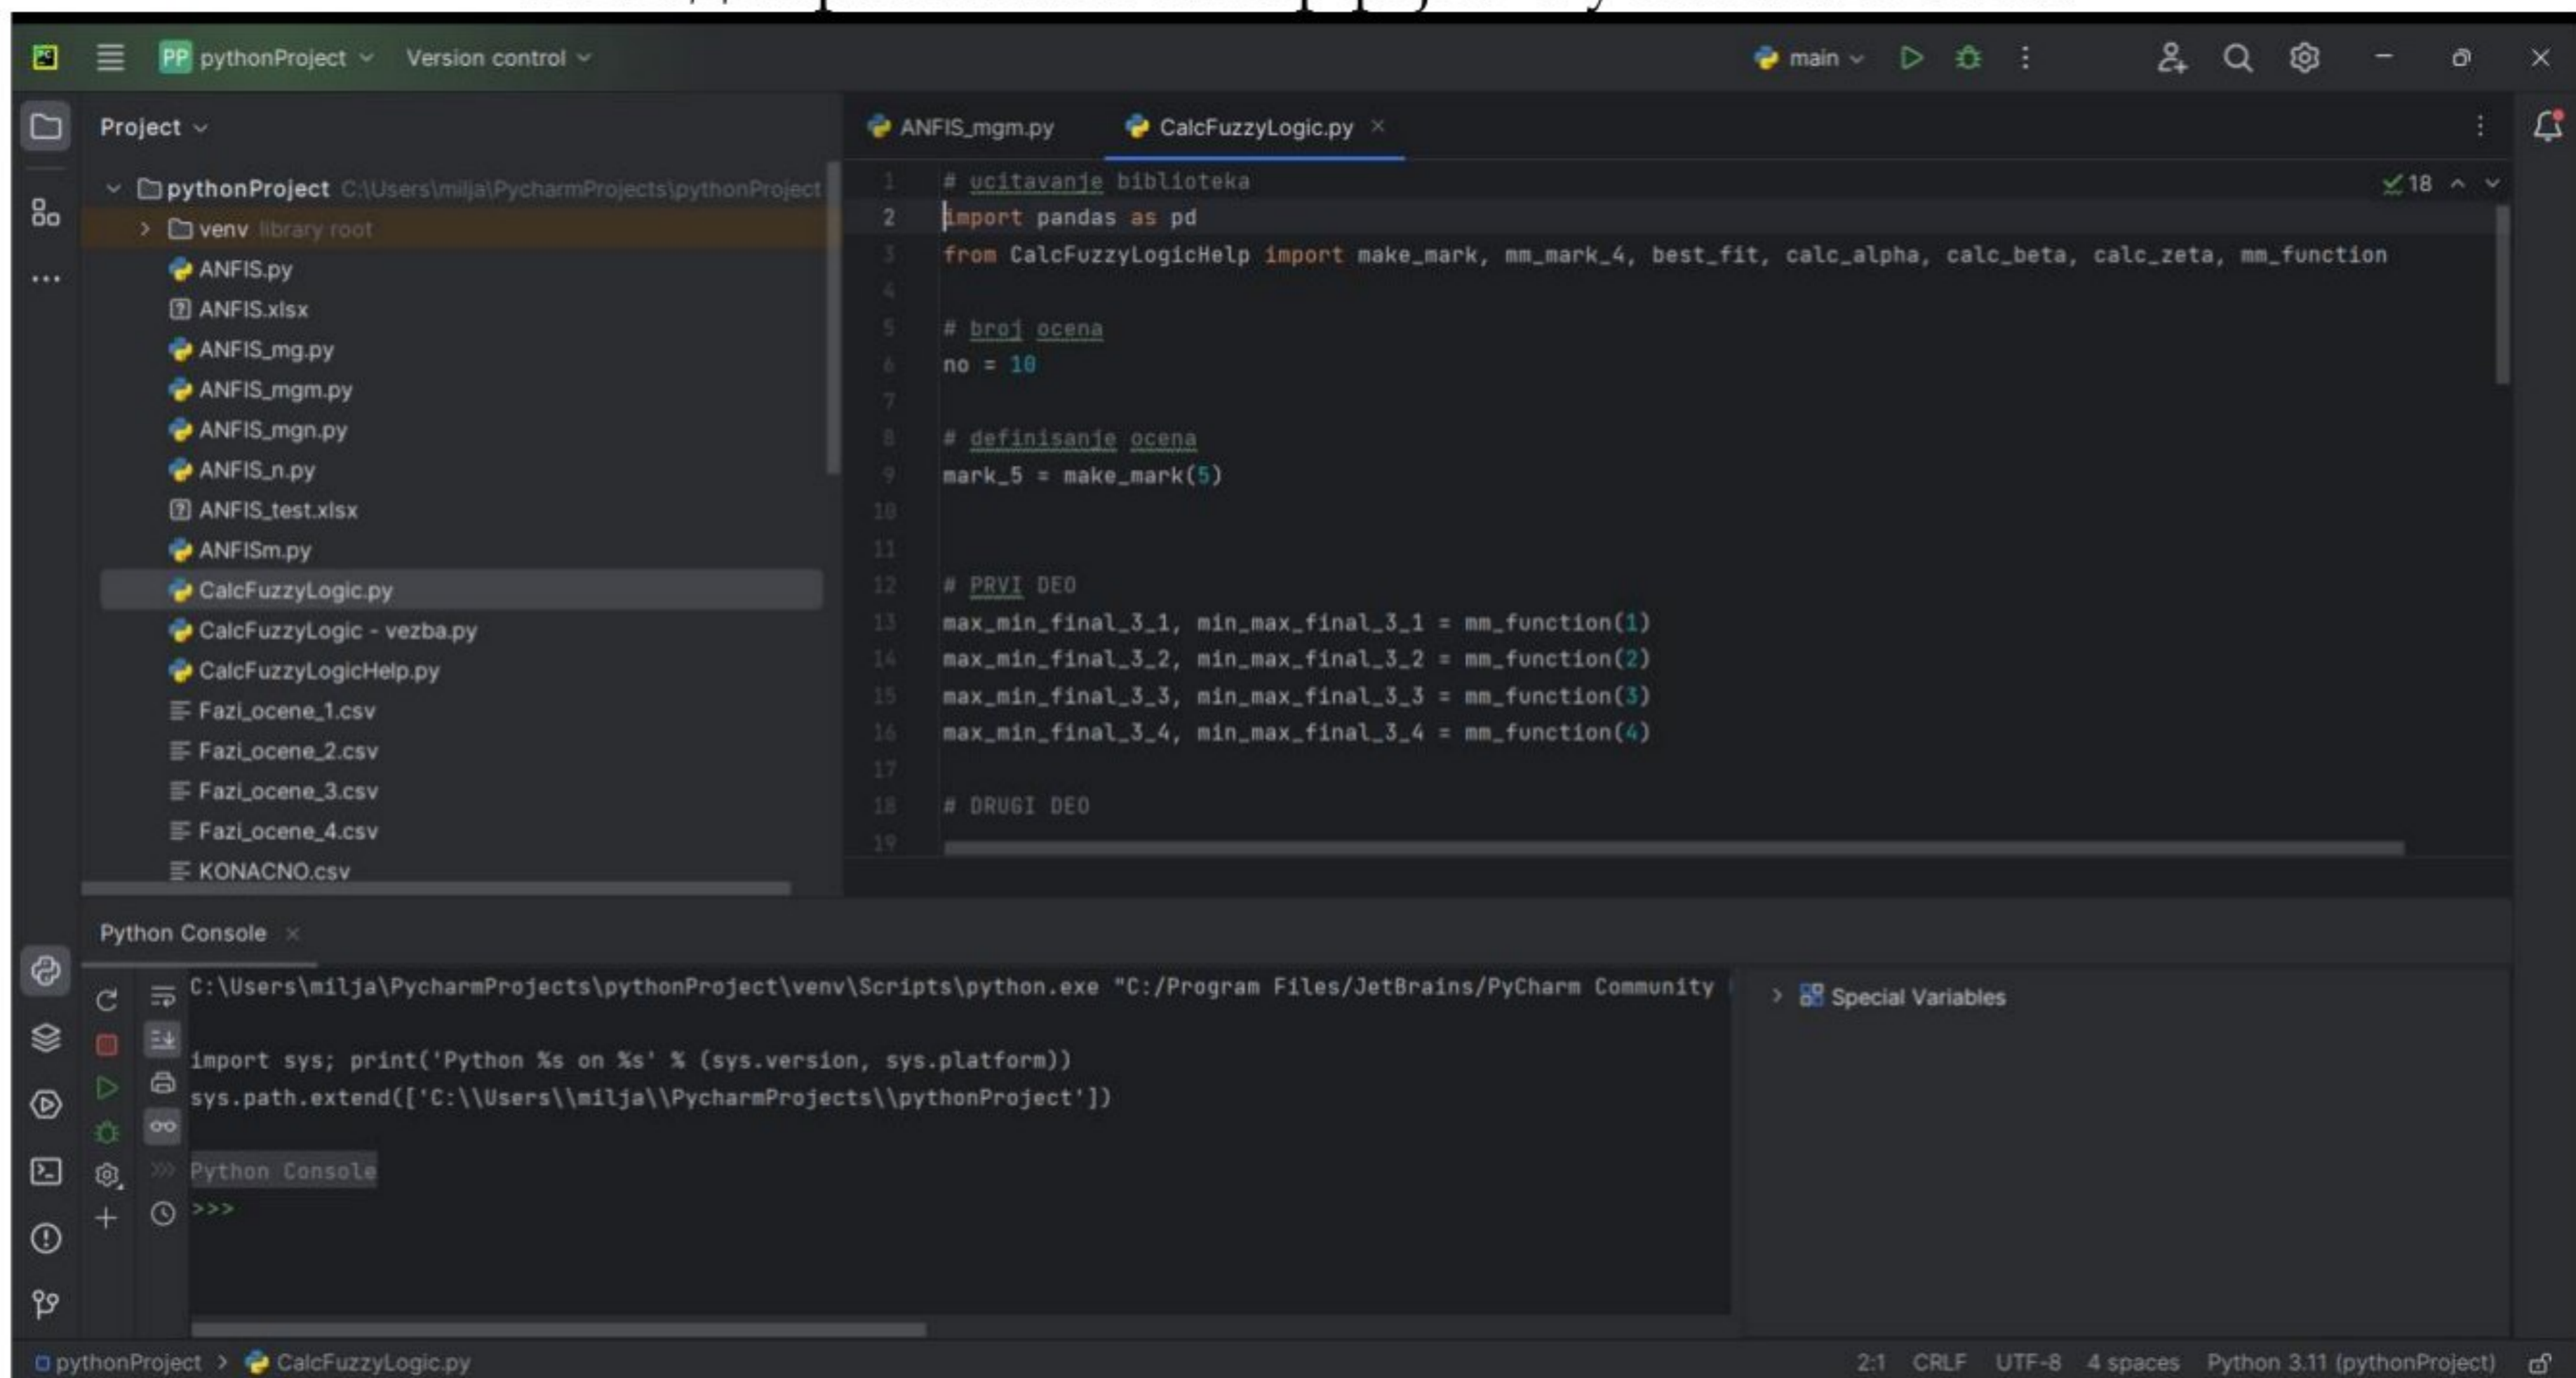 PP pythonProject Version control main
Project
pythonProject C:\Users\milja\PycharmProjects\pythonProject
venv library root
ANFIS.py
ANFIS.xlsx
ANFIS_mg.py
ANFIS_mgm.py
ANFIS_mgn.py
ANFIS_n.py
ANFIS_test.xlsx
ANFISm.py
CalcFuzzyLogic.py
CalcFuzzyLogic - vezba.py
CalcFuzzyLogicHelp.py
Fazi_ocene_1.csv
Fazi_ocene_2.csv
Fazi_ocene_3.csv
Fazi_ocene_4.csv
KONACNO.csv
ANFIS_mgm.py CalcFuzzyLogic.py
18
1 # ucitavanje biblioteka
2 import pandas as pd
3 from CalcFuzzyLogicHelp import make_mark, mm_mark_4, best_fit, calc_alpha, calc_beta, calc_zeta, mm_function
4
5 # broj ocena
6 no = 10
7
8 # definisanje ocena
9 mark_5 = make_mark(5)
10
11
12 # PRVI DEO
13 max_min_final_3_1, min_max_final_3_1 = mm_function(1)
14 max_min_final_3_2, min_max_final_3_2 = mm_function(2)
15 max_min_final_3_3, min_max_final_3_3 = mm_function(3)
16 max_min_final_3_4, min_max_final_3_4 = mm_function(4)
17
18 # DRUGI DEO
19
Python Console
C:\Users\milja\PycharmProjects\pythonProject\venv\Scripts\python.exe "C:/Program Files/JetBrains/PyCharm Community
import sys; print('Python %s on %s' % (sys.version, sys.platform))
sys.path.extend(['C:\\Users\\milja\\PycharmProjects\\pythonProject'])
Python Console
>>>
Special Variables
pythonProject > CalcFuzzyLogic.py
2:1 CRLF UTF-8 4 spaces Python 3.11 (pythonProject)